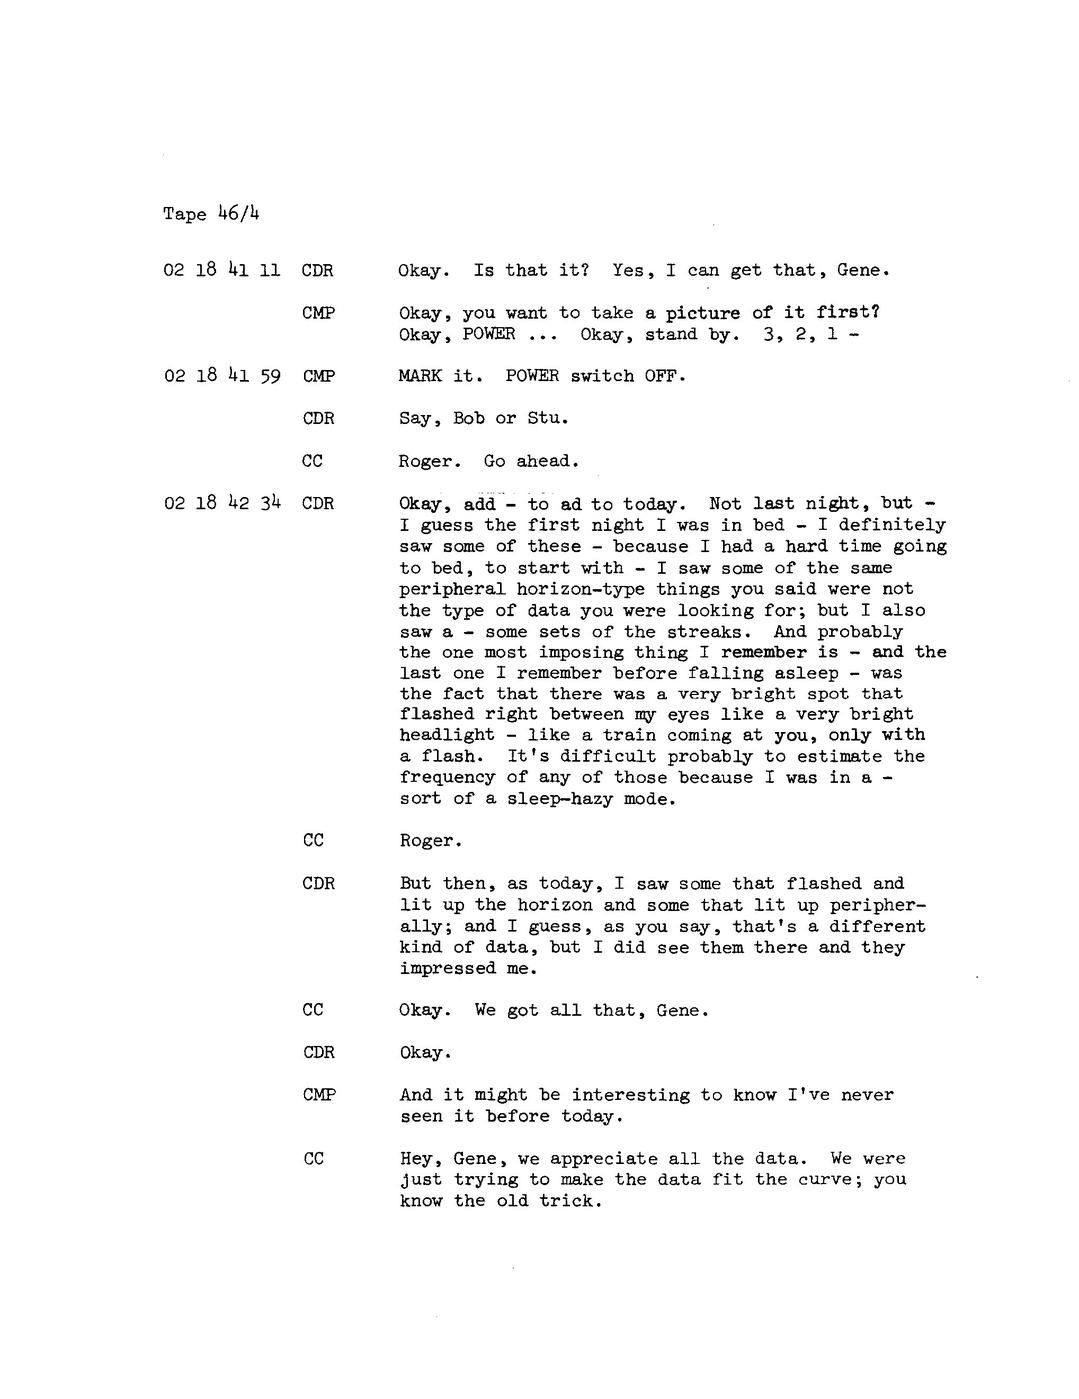 Tape 46/4
02 18 41 11 CDR Okay. Is that it? Yes, I can get that, Gene.
CMP Okay, you want to take a picture of it first?
Okay, POWER ... Okay, stand by. 3, 2, 1 -
02 18 41 59 CMP MARK it. POWER switch OFF.
CDR Say, Bob or Stu.
CC Roger. Go ahead.
02 18 42 34 CDR Okay, add - to ad to today. Not last night, but -
I guess the first night I was in bed - I definitely
saw some of these - because I had a hard time going
to bed, to start with - I saw some of the same
peripheral horizon-type things you said were not
the type of data you were looking for; but I also
saw a - some sets of the streaks. And probably
the one most imposing thing I remember is - and the
last one I remember before falling asleep - was
the fact that there was a very bright spot that
flashed right between my eyes like a very bright
headlight - like a train coming at you, only with
a flash. It's difficult probably to estimate the
frequency of any of those because I was in a -
sort of a sleep-hazy mode.
CC Roger.
CDR But then, as today, I saw some that flashed and
lit up the horizon and some that lit up peripher-
ally; and I guess, as you say, that's a different
kind of data, but I did see them there and they
impressed me.
CC Okay. We got all that, Gene.
CDR Okay.
CMP And it might be interesting to know I've never
seen it before today.
CC Hey, Gene, we appreciate all the data. We were
just trying to make the data fit the curve; you
know the old trick.